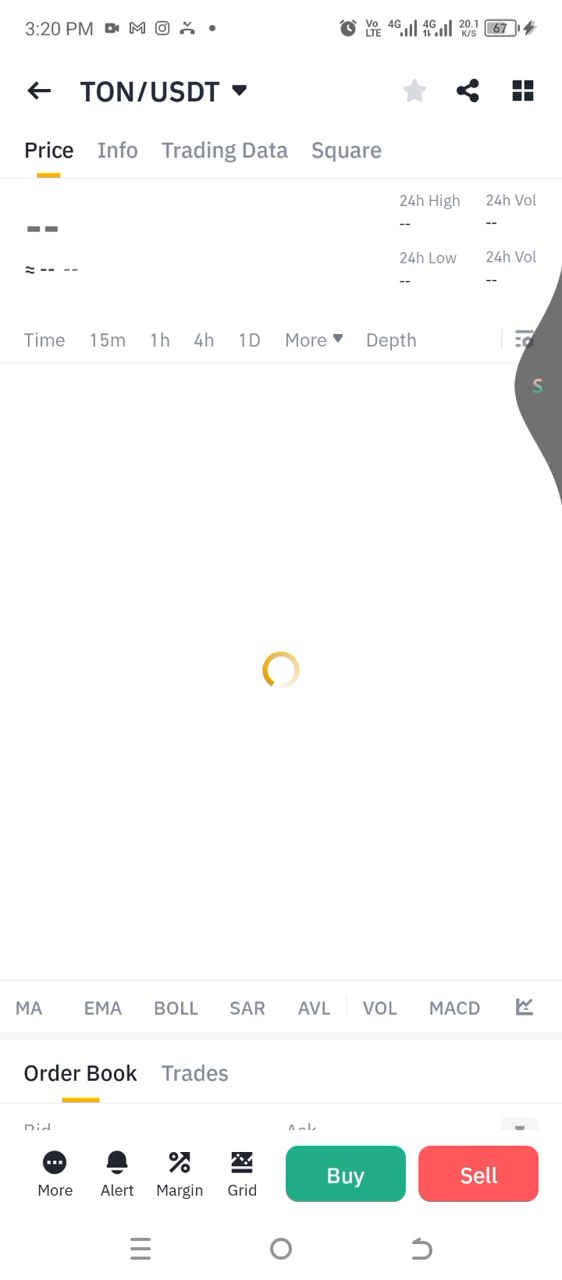 3:20 PM
Vo LTE 4G 4G 20.1 K/S 67
TON/USDT
Price Info Trading Data Square
--
24h High 24h Vol
-- --
≈ -- --
24h Low 24h Vol
-- --
Time 15m 1h 4h 1D More Depth
S
MA EMA BOLL SAR AVL VOL MACD
Order Book Trades
Bid Ask
More Alert Margin Grid Buy Sell